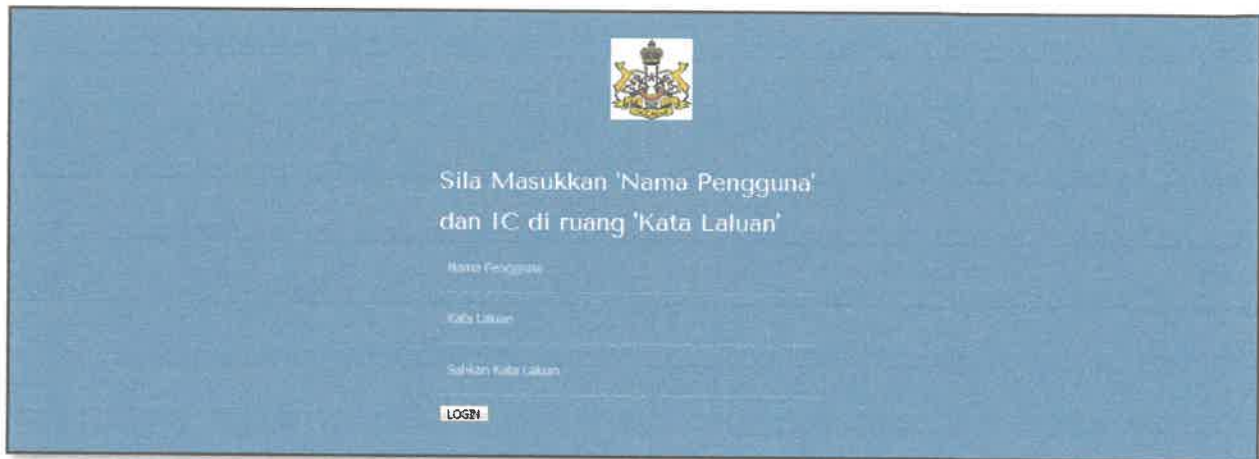 Sila Masukkan 'Nama Pengguna'
dan IC di ruang 'Kata Laluan'
Nama Pengguna
Kata Laluan
Sahkan Kata Laluan
LOGIN